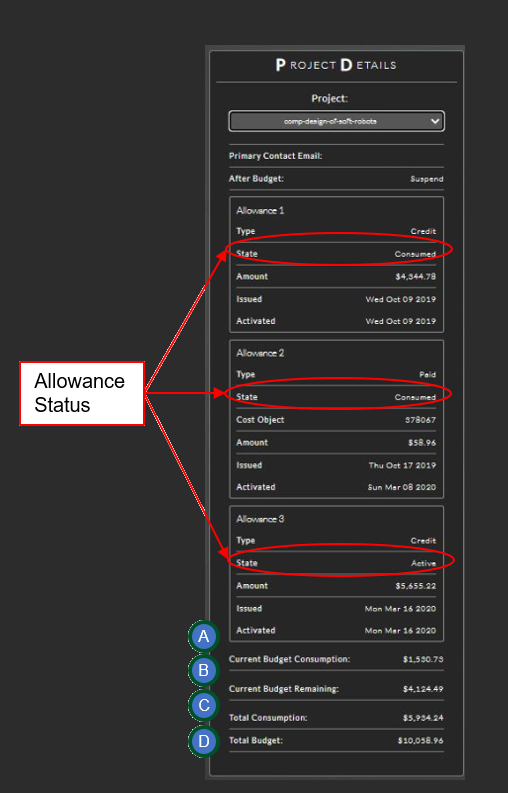 PROJECT DETAILS
Project:
comp-design-of-soft-robots
Primary Contact Email:
After Budget: Suspend
Allowance 1
Type Credit
State Consumed
Amount $4,344.78
Issued Wed Oct 09 2019
Activated Wed Oct 09 2019
Allowance 2
Type Paid
State Consumed
Cost Object 378067
Amount $58.96
Issued Thu Oct 17 2019
Activated Sun Mar 08 2020
Allowance 3
Type Credit
State Active
Amount $5,655.22
Issued Mon Mar 16 2020
Activated Mon Mar 16 2020
Allowance
Status
A
Current Budget Consumption: $1,530.73
B
Current Budget Remaining: $4,124.49
C
Total Consumption: $5,934.24
D
Total Budget: $10,058.96